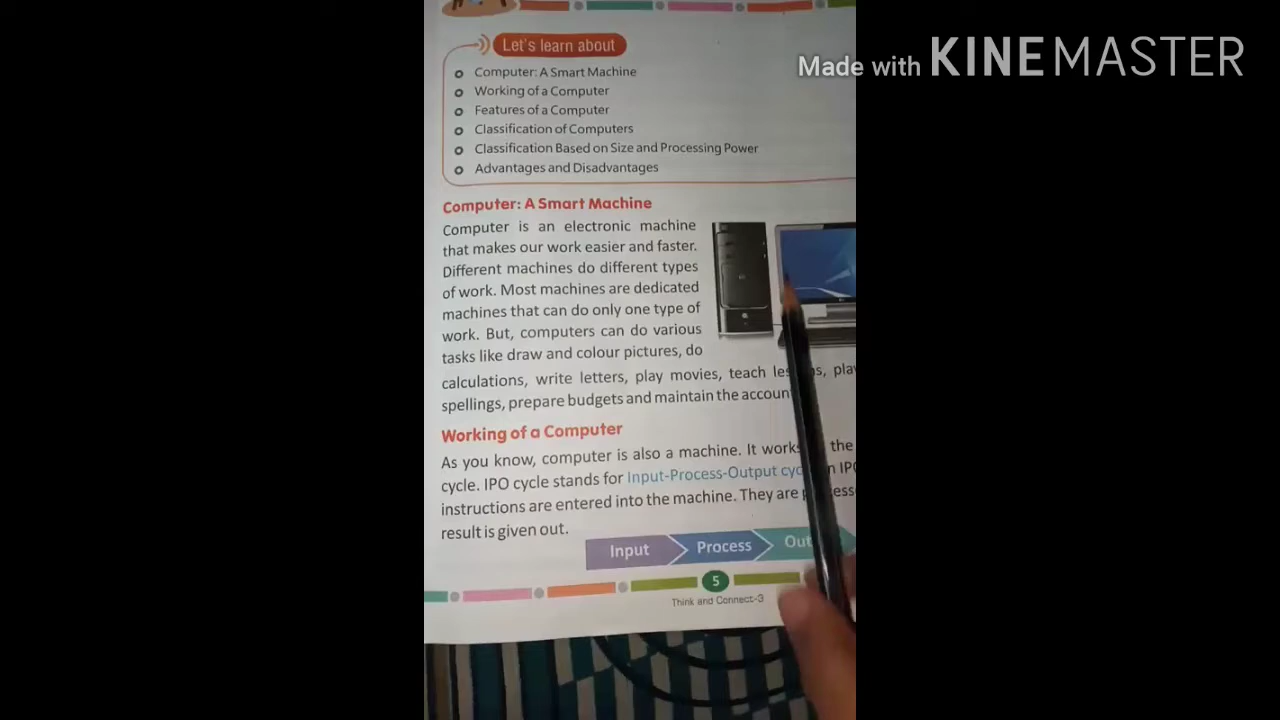 Let's learn about
Made with KINEMASTER
Computer: A Smart Machine
Working of a Computer
Features of a Computer
Classification of Computers
Classification Based on Size and Processing Power
Advantages and Disadvantages
Computer: A Smart Machine
Computer is an electronic machine
that makes our work easier and faster.
Different machines do different types
of work. Most machines are dedicated
machines that can do only one type of
work. But, computers can do various
tasks like draw and colour pictures, do
calculations, write letters, play movies, teach
spellings, prepare budgets and maintain the
Working of a Computer
As you know, computer is also a machine. It works the
cycle. IPO cycle stands for Input-Process-Output
instructions are entered into the machine. They are
result is given out.
Input Process
5
Think and Connect-3